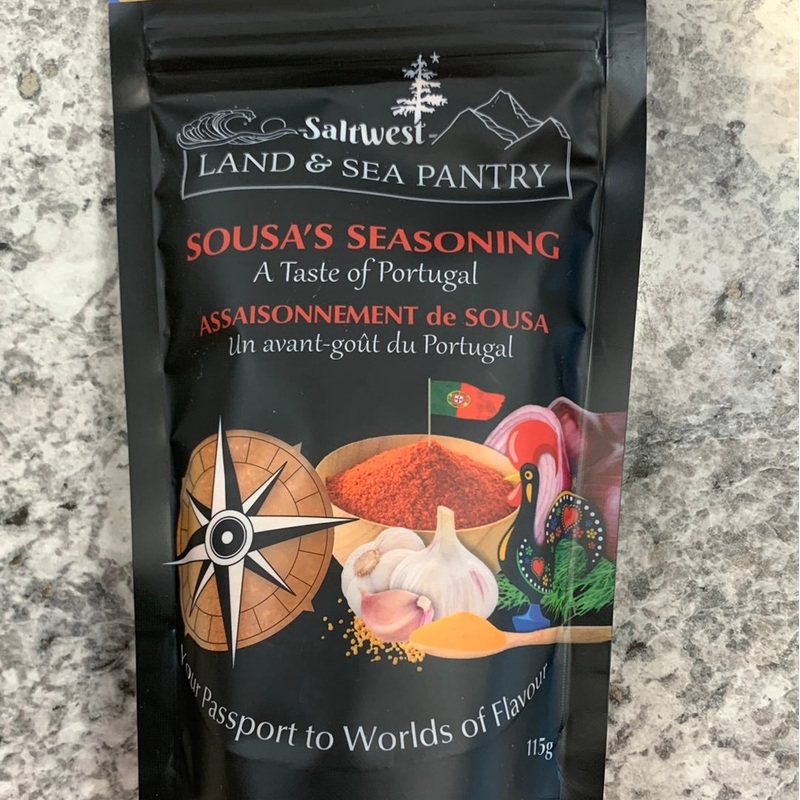 Saltwest
LAND & SEA PANTRY
SOUSA'S SEASONING
A Taste of Portugal
ASSAISONNEMENT de SOUSA
Un avant-goût du Portugal
Your Passport to Worlds of Flavour
115g